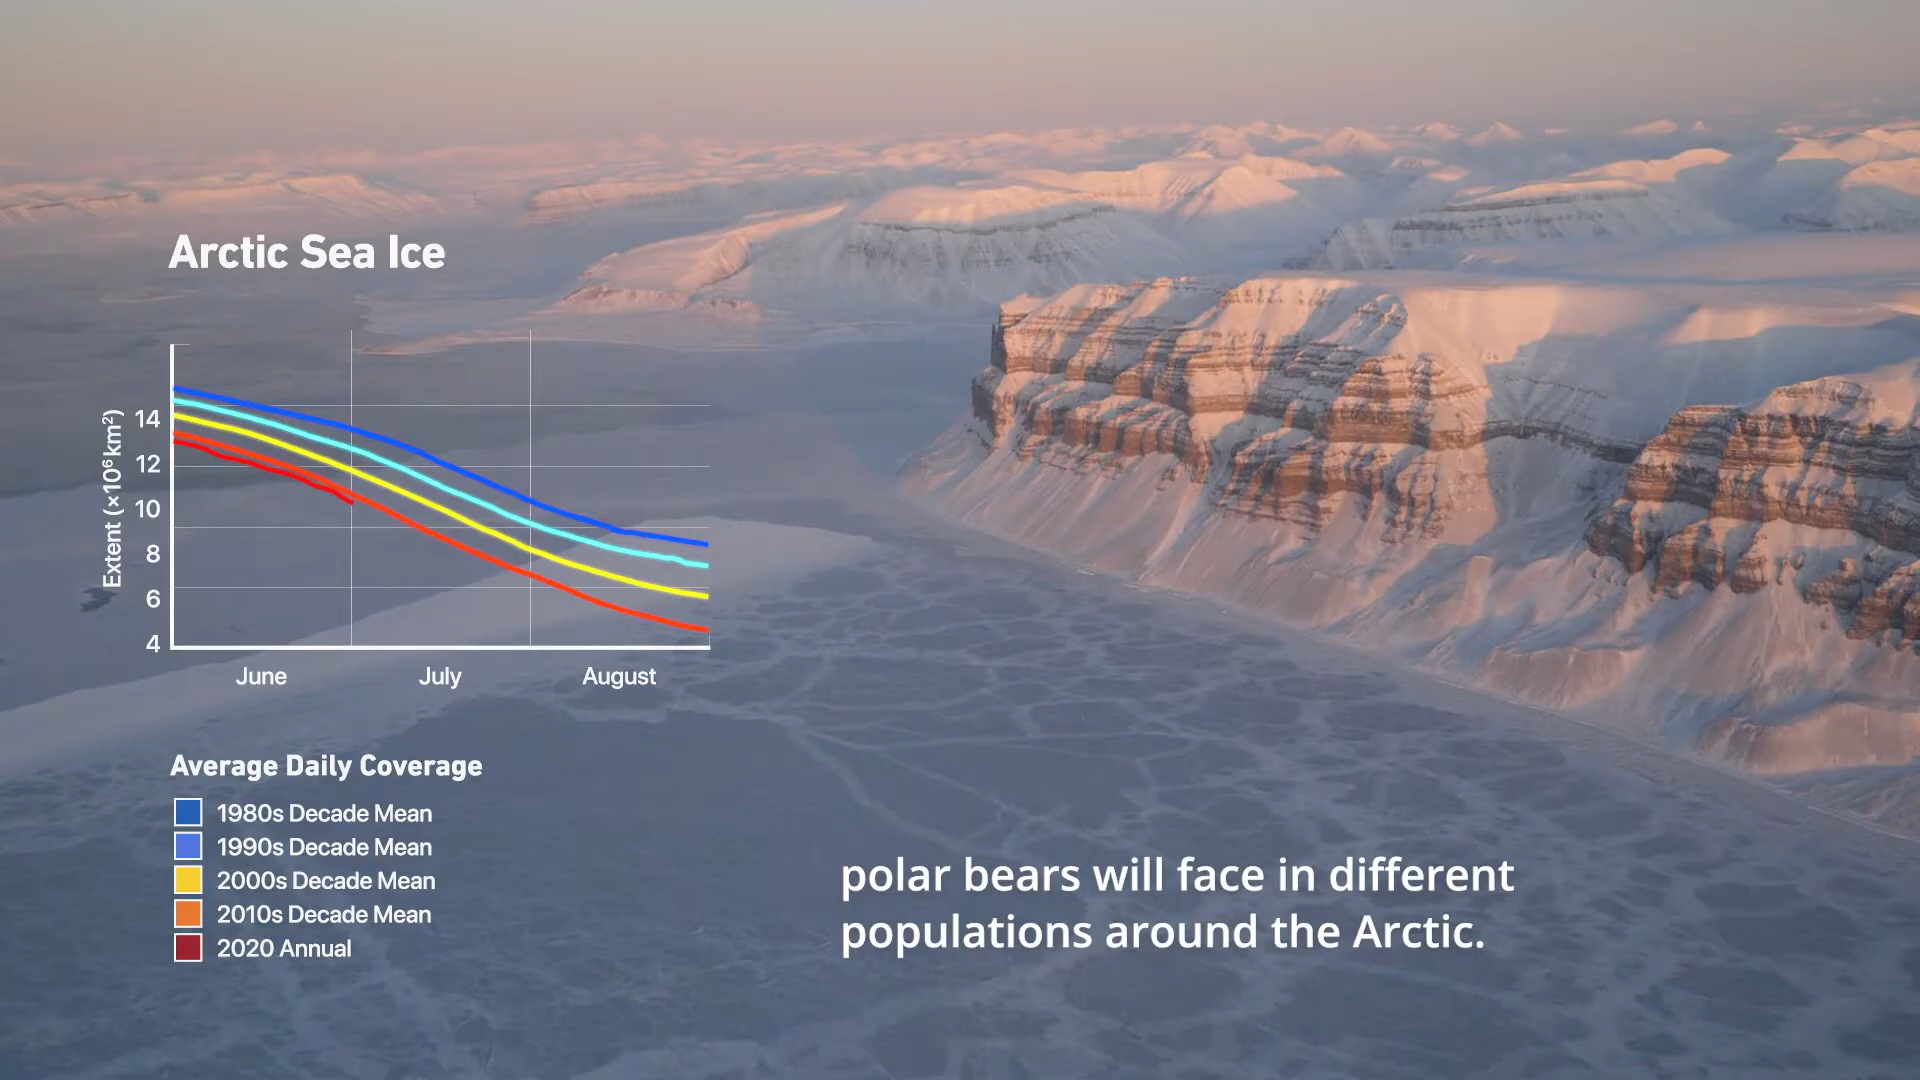 Arctic Sea Ice
Extent (×10⁶km²)
14
12
10
8
6
4
June July August
Average Daily Coverage
1980s Decade Mean
1990s Decade Mean
2000s Decade Mean
2010s Decade Mean
2020 Annual
polar bears will face in different
populations around the Arctic.